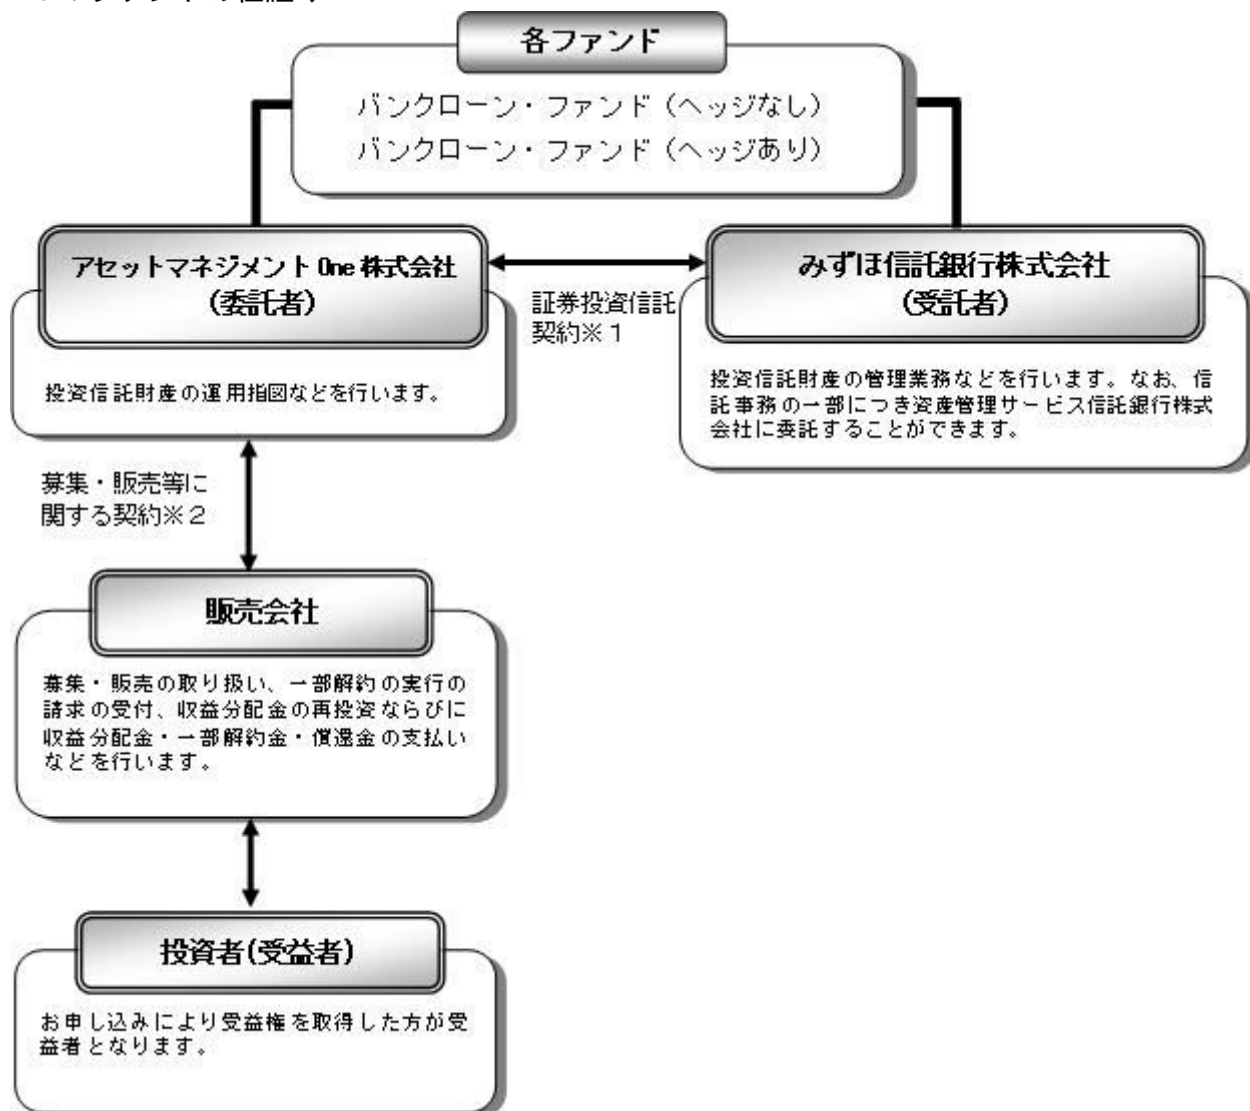 各ファンド
バンクローン・ファンド（ヘッジなし）
バンクローン・ファンド（ヘッジあり）
アセットマネジメント One 株式会社
（委託者）
みずほ信託銀行株式会社
（受託者）
証券投資信託
契約※１
投資信託財産の運用指図などを行います。
投資信託財産の管理業務などを行います。なお、信
託事務の一部につき資産管理サービス信託銀行株式
会社に委託することができます。
募集・販売等に
関する契約※２
販売会社
募集・販売の取り扱い、一部解約の実行の
請求の受付、収益分配金の再投資ならびに
収益分配金・一部解約金・償還金の支払い
などを行います。
投資者(受益者)
お申し込みにより受益権を取得した方が受
益者となります。